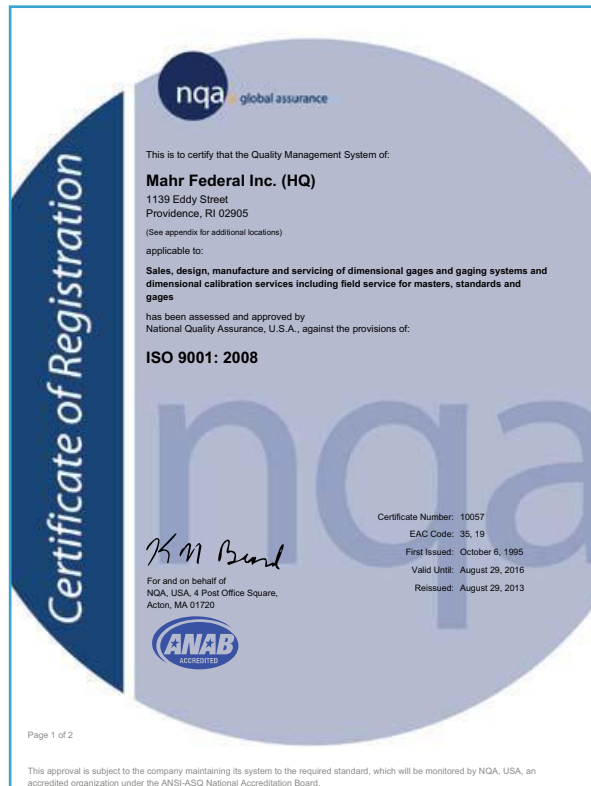 nqa. global assurance
Certificate of Registration
This is to certify that the Quality Management System of:
Mahr Federal Inc. (HQ)
1139 Eddy Street
Providence, RI 02905
(See appendix for additional locations)
applicable to:
Sales, design, manufacture and servicing of dimensional gages and gaging systems and
dimensional calibration services including field service for masters, standards and
gages
has been assessed and approved by
National Quality Assurance, U.S.A., against the provisions of:
ISO 9001: 2008
nqa
Certificate Number: 10057
EAC Code: 35, 19
First Issued: October 6, 1995
Valid Until: August 29, 2016
Reissued: August 29, 2013
For and on behalf of
NQA, USA, 4 Post Office Square,
Acton, MA 01720
ANAB
ACCREDITED
Page 1 of 2
This approval is subject to the company maintaining its system to the required standard, which will be monitored by NQA, USA, an
accredited organization under the ANSI-ASQ National Accreditation Board.